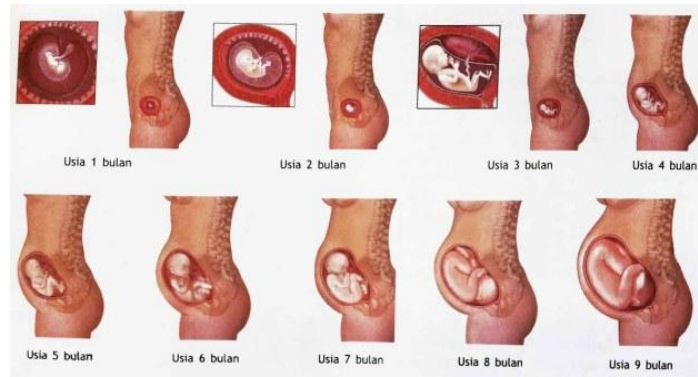 Usia 1 bulan
Usia 2 bulan
Usia 3 bulan
Usia 4 bulan
Usia 5 bulan
Usia 6 bulan
Usia 7 bulan
Usia 8 bulan
Usia 9 bulan